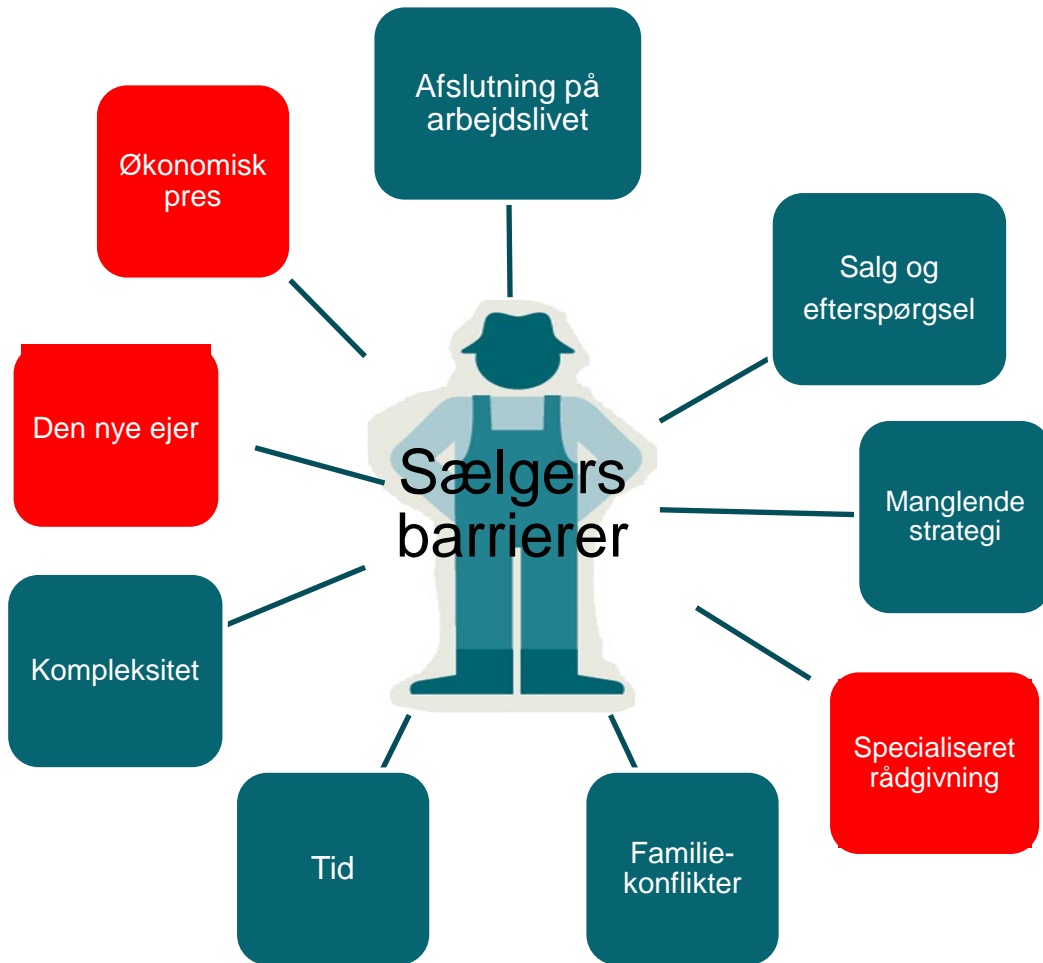 Afslutning på
arbejdslivet
Økonomisk
pres
Salg og
efterspørgsel
Den nye ejer
Sælgers
barrierer
Manglende
strategi
Kompleksitet
Specialiseret
rådgivning
Tid
Familie-
konflikter